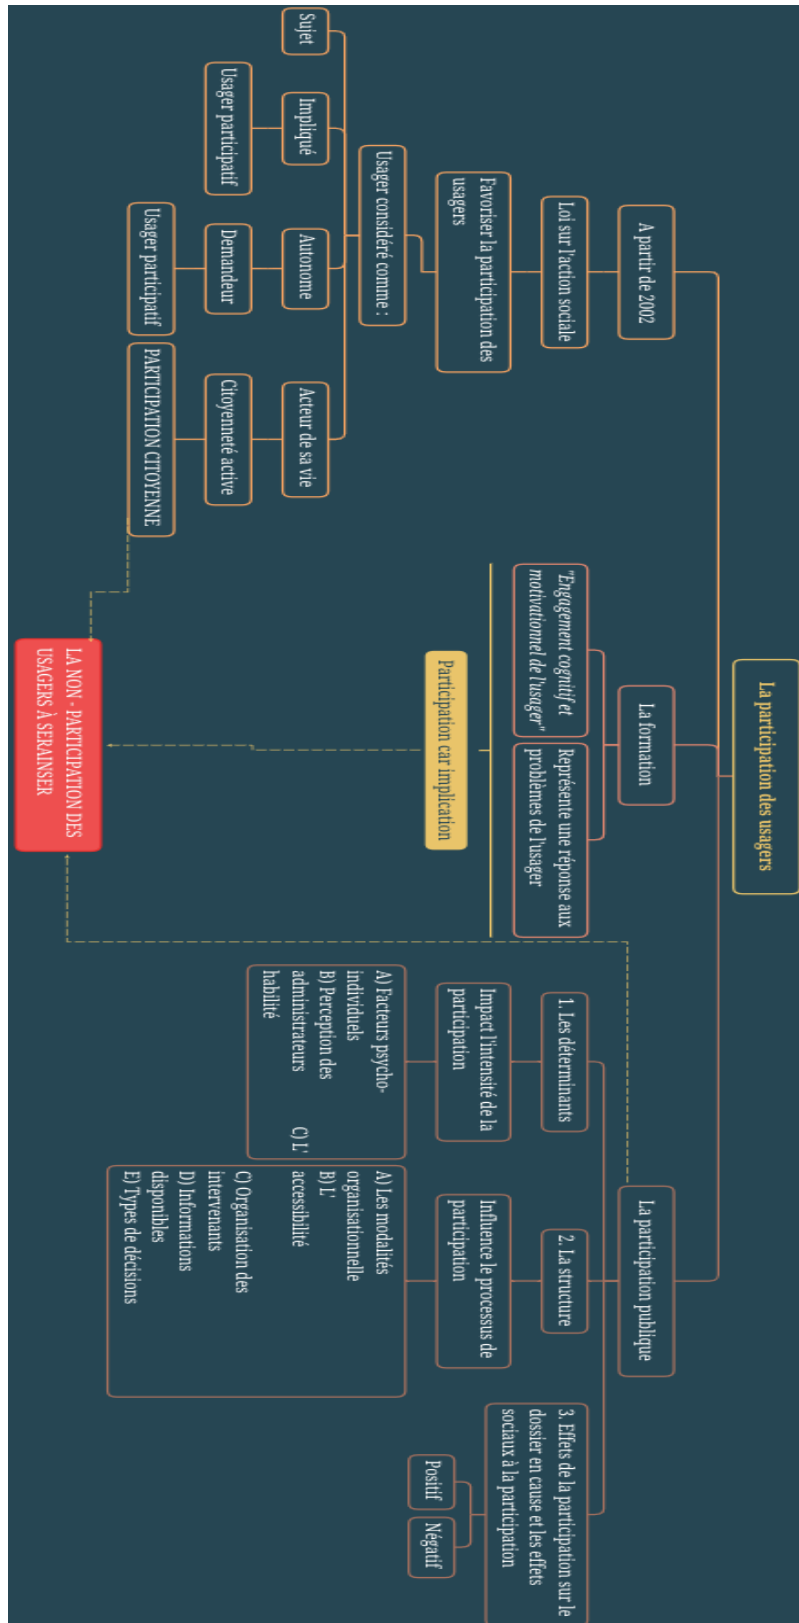 La participation des usagers
A partir de 2002
Loi sur l'action sociale
Favoriser la participation des
usagers
Usager considéré comme :
Sujet
Impliqué
Usager participatif
Autonome
Demandeur
Usager participatif
Acteur de sa vie
Citoyenneté active
PARTICIPATION CITOYENNE
La formation
"Engagement cognitif et
motivationnel de l'usager"
Représente une réponse aux
problèmes de l'usager
Participation car implication
La participation publique
1. Les déterminants
Impact l'intensité de la
participation
A) Facteurs psycho-
individuels
B) Perception des
administrateurs C) L'
habilité
2. La structure
Influence le processus de
participation
A) Les modalités
organisationnelle
B) L'
accessibilité
C) Organisation des
intervenants
D) Informations
disponibles
E) Types de décisions
3. Effets de la participation sur le
dossier en cause et les effets
sociaux à la participation
Positif
Négatif
LA NON - PARTICIPATION DES
USAGERS À SERAINSER